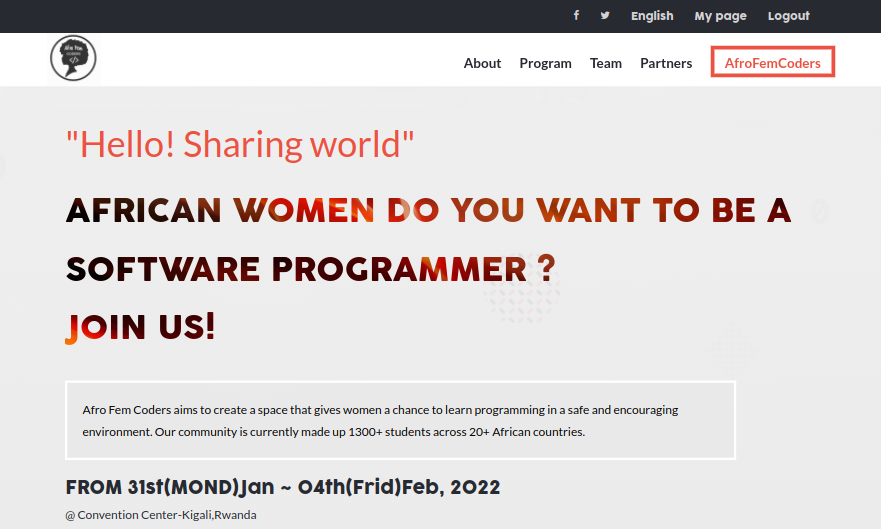 English My page Logout
Afro Fem
</>
About Program Team Partners AfroFemCoders
"Hello! Sharing world"
AFRICAN WOMEN DO YOU WANT TO BE A
SOFTWARE PROGRAMMER ?
JOIN US!
Afro Fem Coders aims to create a space that gives women a chance to learn programming in a safe and encouraging
environment. Our community is currently made up 1300+ students across 20+ African countries.
FROM 31st(MOND)Jan ~ 04th(Frid)Feb, 2022
@ Convention Center-Kigali,Rwanda